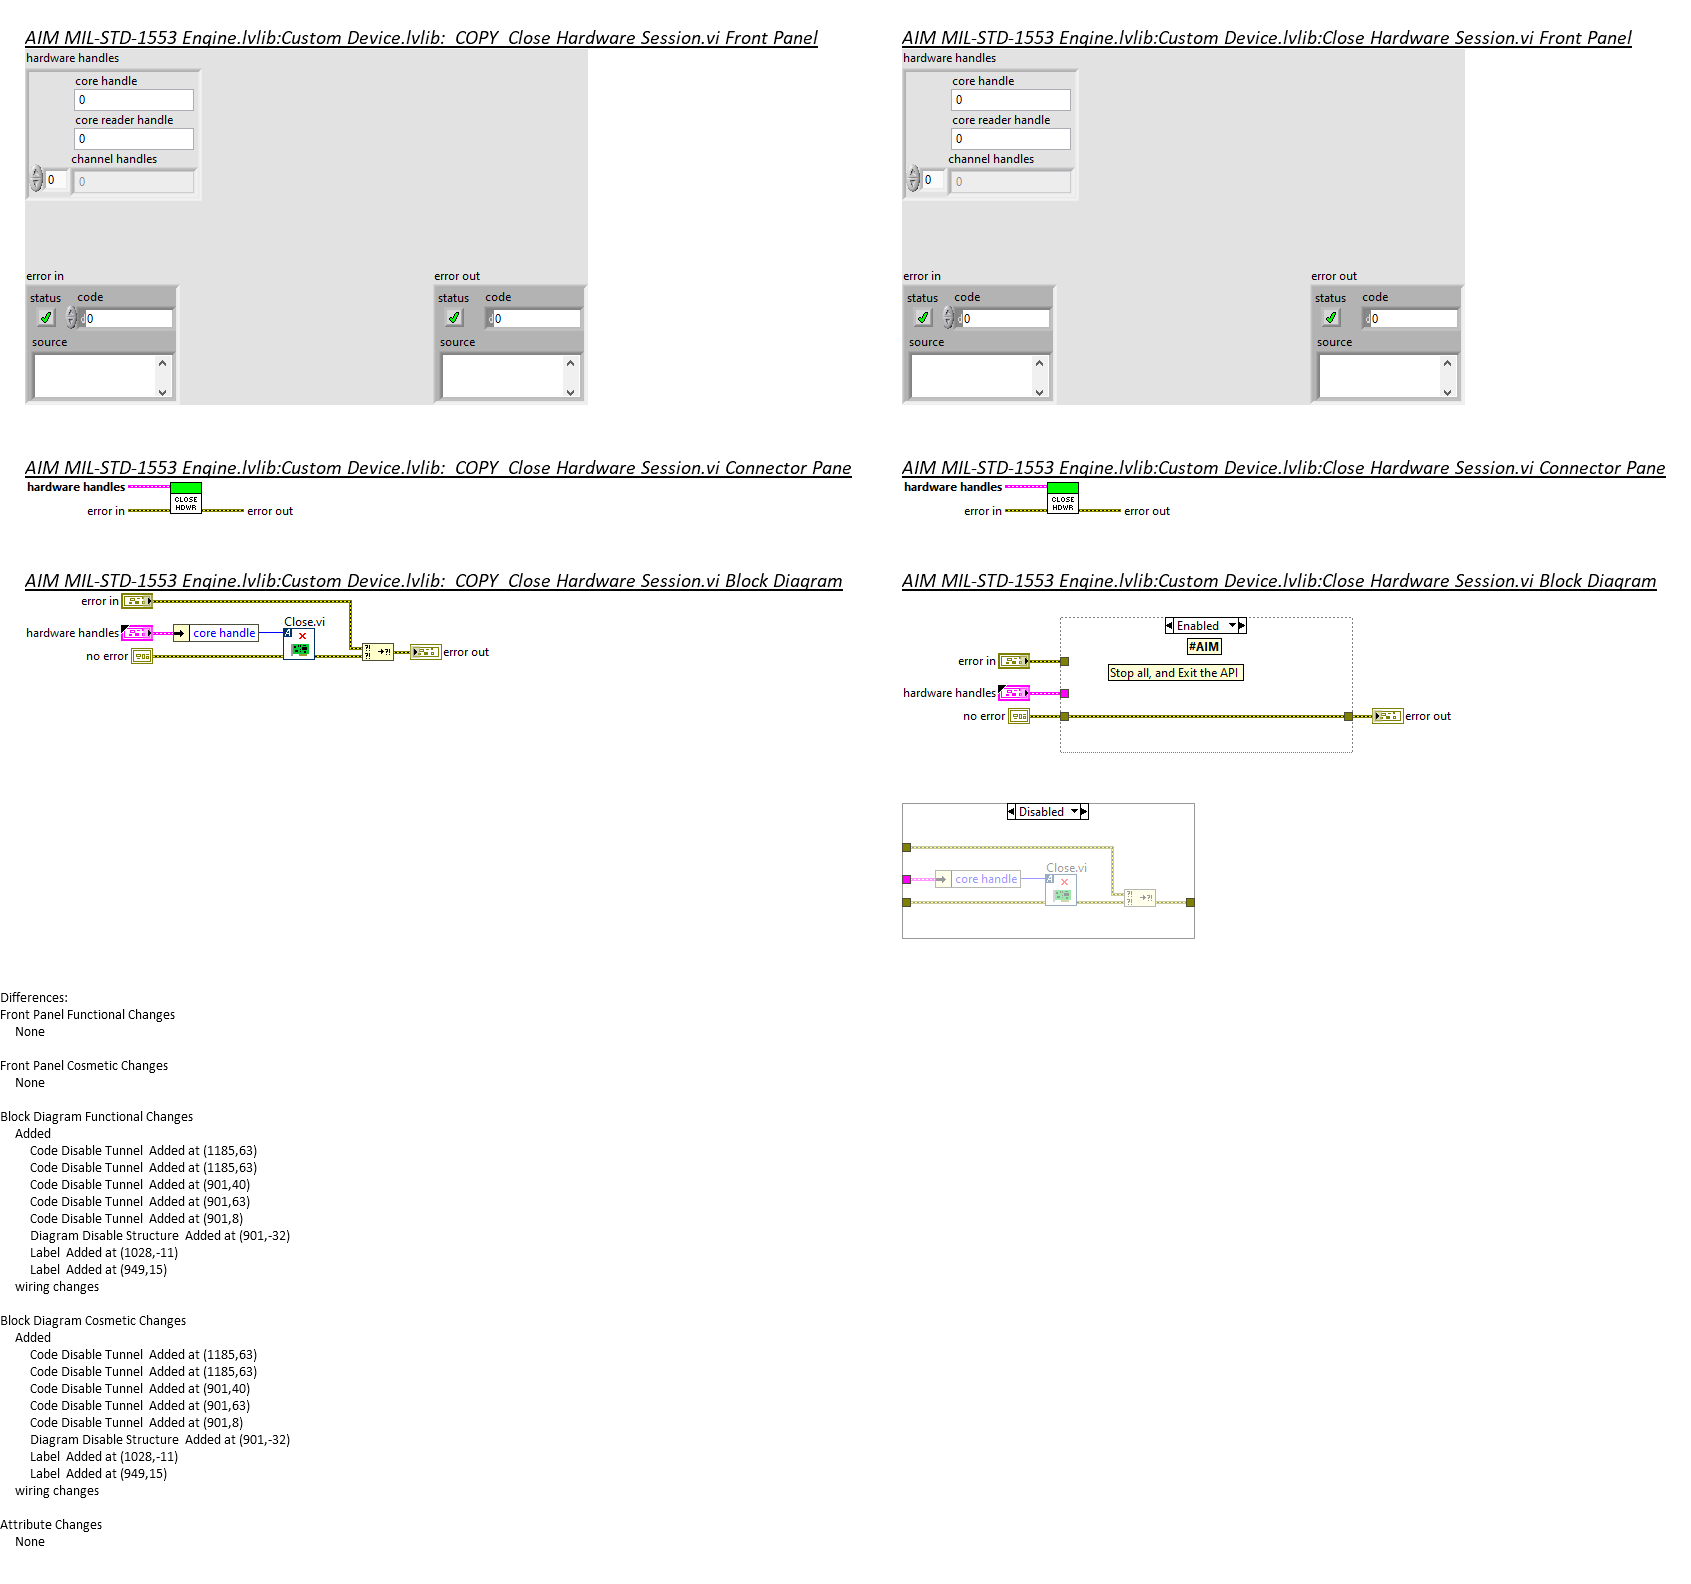 AIM MIL-STD-1553 Engine.lvlib:Custom Device.lvlib:_COPY_Close Hardware Session.vi Front Panel
hardware handles
core handle
0
core reader handle
0
channel handles
0
0
error in
status
code
0
source
error out
status
code
0
source
AIM MIL-STD-1553 Engine.lvlib:Custom Device.lvlib:Close Hardware Session.vi Front Panel
hardware handles
core handle
0
core reader handle
0
channel handles
0
0
error in
status
code
0
source
error out
status
code
0
source
AIM MIL-STD-1553 Engine.lvlib:Custom Device.lvlib:_COPY_Close Hardware Session.vi Connector Pane
hardware handles
CLOSE
HDWR
error in
error out
AIM MIL-STD-1553 Engine.lvlib:Custom Device.lvlib:Close Hardware Session.vi Connector Pane
hardware handles
CLOSE
HDWR
error in
error out
AIM MIL-STD-1553 Engine.lvlib:Custom Device.lvlib:_COPY_Close Hardware Session.vi Block Diagram
error in
Close.vi
hardware handles
core handle
no error
error out
AIM MIL-STD-1553 Engine.lvlib:Custom Device.lvlib:Close Hardware Session.vi Block Diagram
Enabled
#AIM
error in
Stop all, and Exit the API
hardware handles
no error
error out
Disabled
Close.vi
core handle
Differences:
Front Panel Functional Changes
None
Front Panel Cosmetic Changes
None
Block Diagram Functional Changes
Added
Code Disable Tunnel  Added at (1185,63)
Code Disable Tunnel  Added at (1185,63)
Code Disable Tunnel  Added at (901,40)
Code Disable Tunnel  Added at (901,63)
Code Disable Tunnel  Added at (901,8)
Diagram Disable Structure  Added at (901,-32)
Label  Added at (1028,-11)
Label  Added at (949,15)
wiring changes
Block Diagram Cosmetic Changes
Added
Code Disable Tunnel  Added at (1185,63)
Code Disable Tunnel  Added at (1185,63)
Code Disable Tunnel  Added at (901,40)
Code Disable Tunnel  Added at (901,63)
Code Disable Tunnel  Added at (901,8)
Diagram Disable Structure  Added at (901,-32)
Label  Added at (1028,-11)
Label  Added at (949,15)
wiring changes
Attribute Changes
None